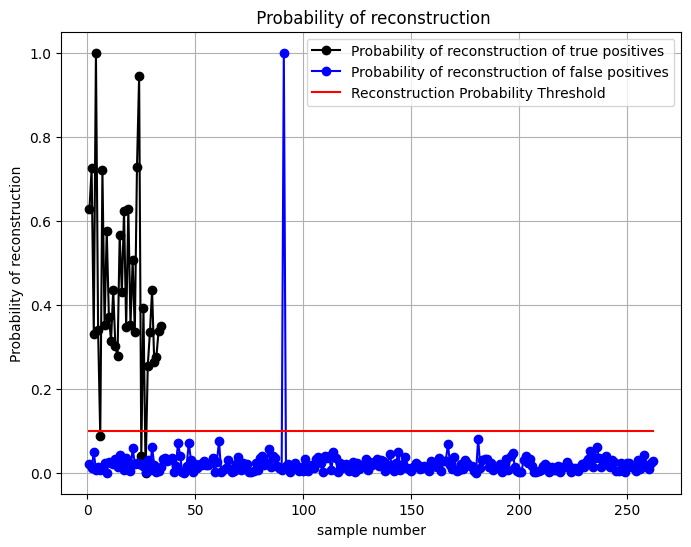 Probability of reconstruction
Probability of reconstruction of true positives
Probability of reconstruction of false positives
Reconstruction Probability Threshold
Probability of reconstruction
1.0
0.8
0.6
0.4
0.2
0.0
0 50 100 150 200 250
sample number